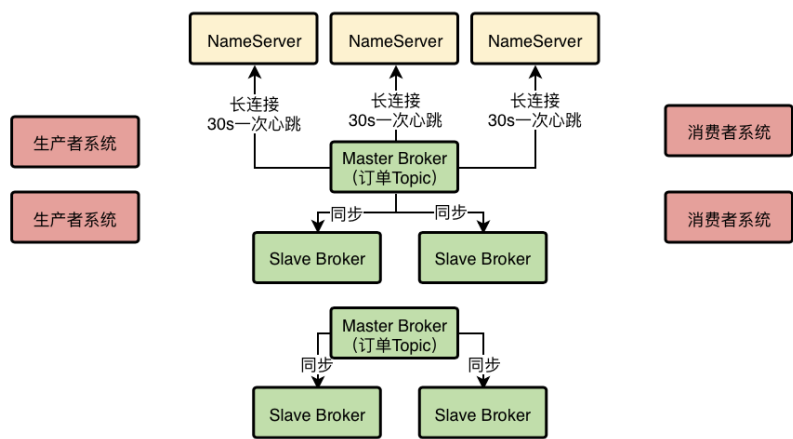 NameServer
NameServer
NameServer
长连接
30s一次心跳
长连接
30s一次心跳
长连接
30s一次心跳
生产者系统
生产者系统
Master Broker
（订单Topic）
消费者系统
消费者系统
同步
同步
Slave Broker
Slave Broker
Master Broker
（订单Topic）
同步
同步
Slave Broker
Slave Broker